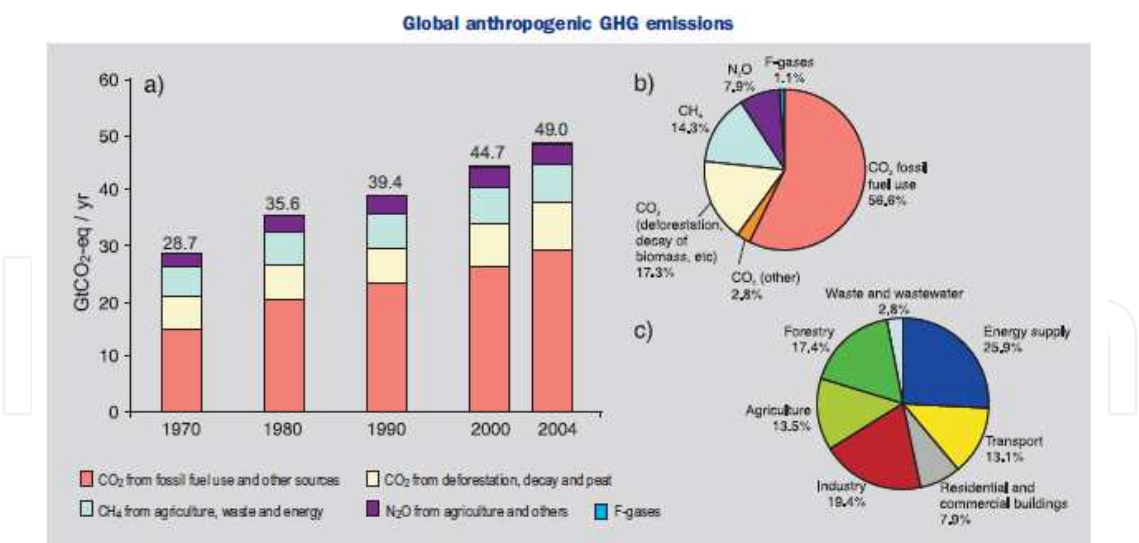 Global anthropogenic GHG emissions
a)
GtCO2-eq / yr
60
50
40
30
20
10
0
28.7
35.6
39.4
44.7
49.0
1970
1980
1990
2000
2004
CO2 from fossil fuel use and other sources
CO2 from deforestation, decay and peat
CH4 from agriculture, waste and energy
N2O from agriculture and others
F-gases
b)
F-gases
1.1%
N2O
7.9%
CH4
14.3%
CO2 fossil
fuel use
56.6%
CO2
(deforestation,
decay of
biomass, etc)
17.3%
CO2 (other)
2.8%
c)
Waste and wastewater
2.8%
Forestry
17.4%
Energy supply
25.9%
Agriculture
13.5%
Transport
13.1%
Industry
19.4%
Residential and
commercial buildings
7.9%